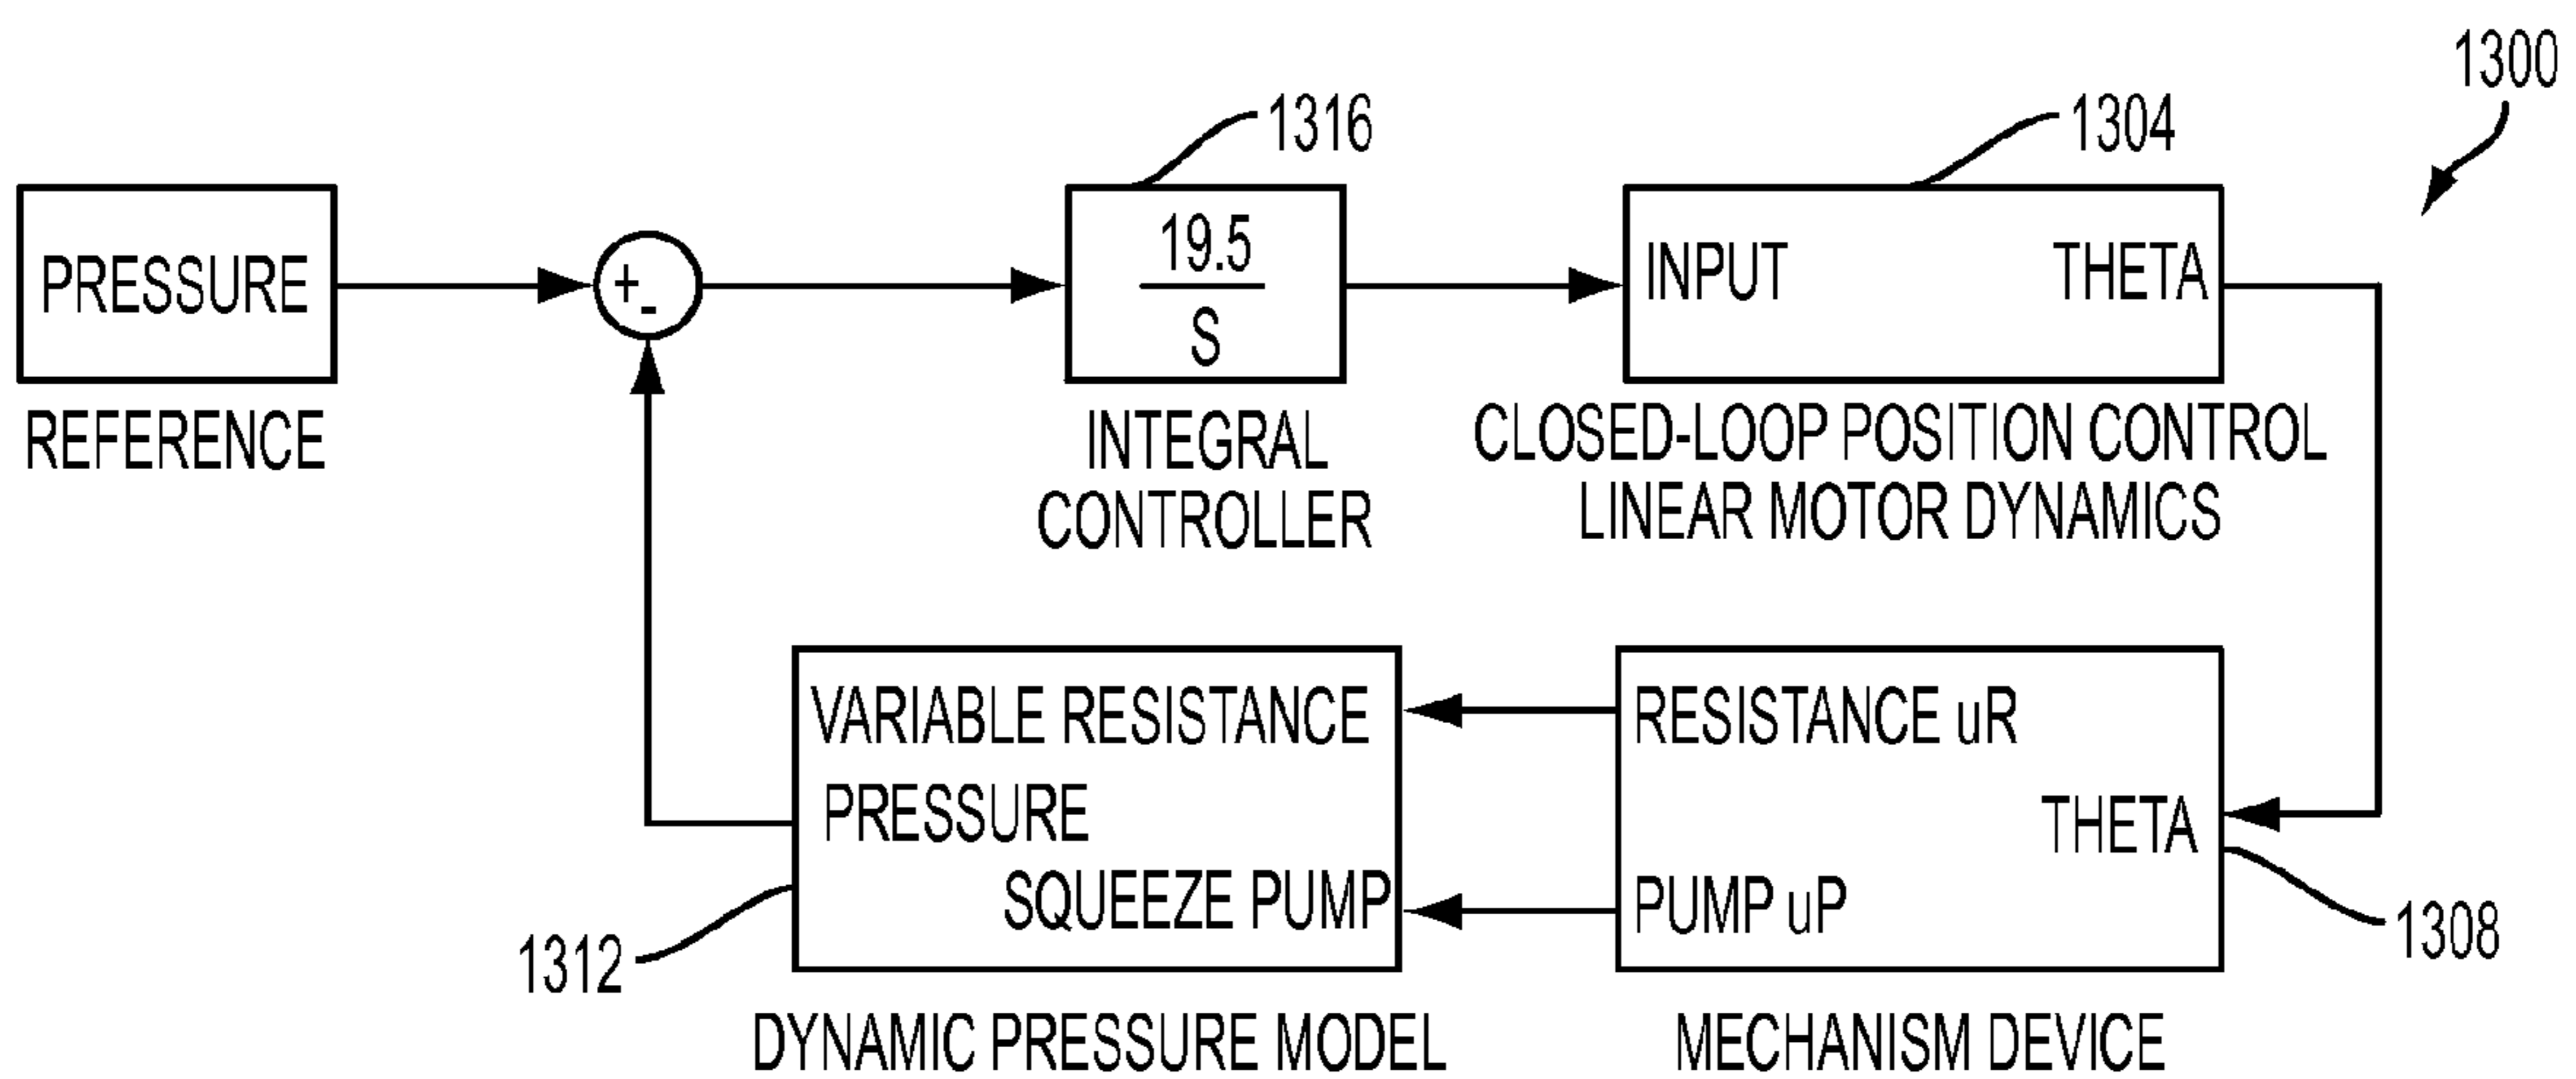 1300
1316
1304
PRESSURE
+
-
19.5
S
INPUT THETA
REFERENCE
INTEGRAL
CONTROLLER
CLOSED-LOOP POSITION CONTROL
LINEAR MOTOR DYNAMICS
VARIABLE RESISTANCE
PRESSURE
SQUEEZE PUMP
RESISTANCE uR
THETA
PUMP uP
1312
1308
DYNAMIC PRESSURE MODEL
MECHANISM DEVICE